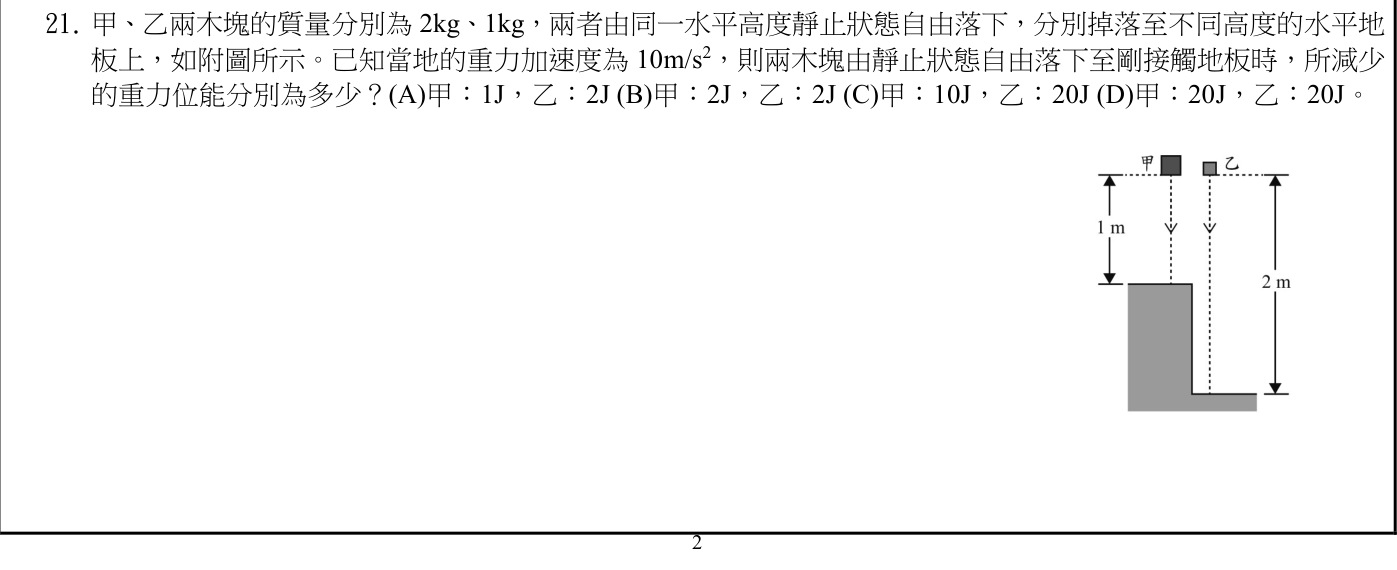 21. 甲、乙兩木塊的質量分別為 2kg、1kg，兩者由同一水平高度靜止狀態自由落下，分別掉落至不同高度的水平地
板上，如附圖所示。已知當地的重力加速度為 10m/s²，則兩木塊由靜止狀態自由落下至剛接觸地板時，所減少
的重力位能分別為多少？(A)甲：1J，乙：2J (B)甲：2J，乙：2J (C)甲：10J，乙：20J (D)甲：20J，乙：20J。
甲 乙
1 m
2 m
2